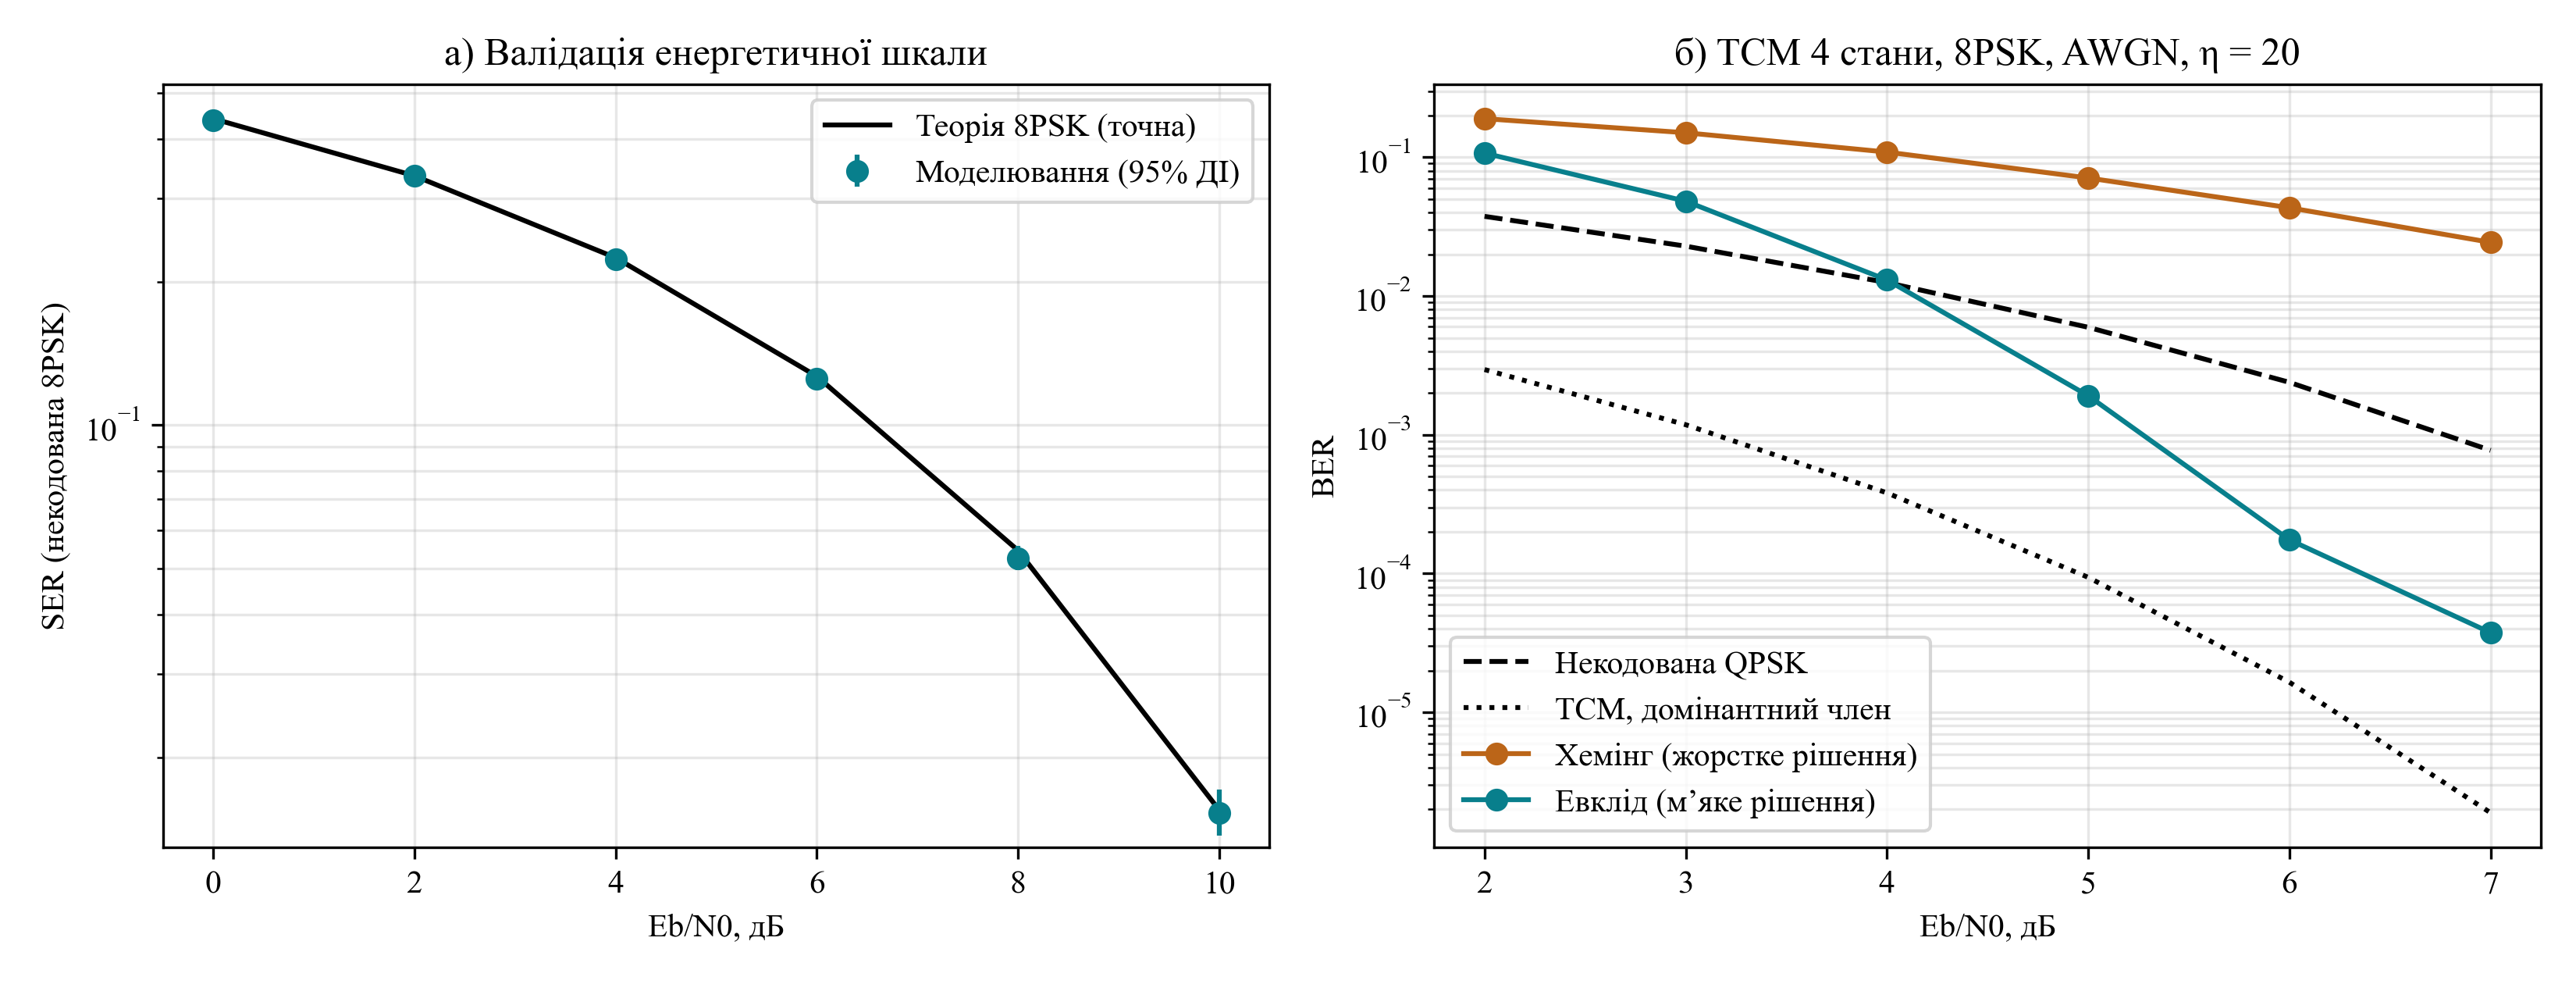 а) Валідація енергетичної шкали
Теорія 8PSK (точна)
Моделювання (95% ДІ)
SER (некодована 8PSK)
10⁻¹
0 2 4 6 8 10
Eb/N0, дБ
б) TCM 4 стани, 8PSK, AWGN, η = 20
BER
10⁻¹
10⁻²
10⁻³
10⁻⁴
10⁻⁵
Некодована QPSK
TCM, домінантний член
Хемінг (жорстке рішення)
Евклід (м’яке рішення)
2 3 4 5 6 7
Eb/N0, дБ